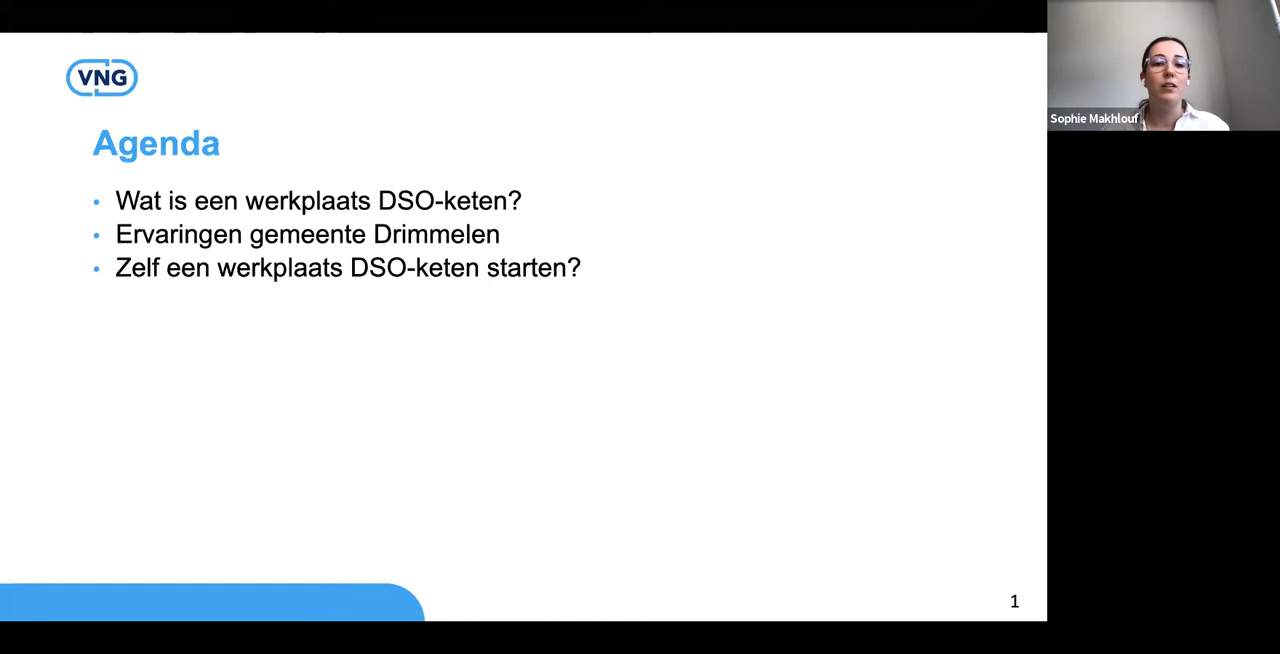 VNG
Agenda
• Wat is een werkplaats DSO-keten?
• Ervaringen gemeente Drimmelen
• Zelf een werkplaats DSO-keten starten?
1
Sophie Makhlouf